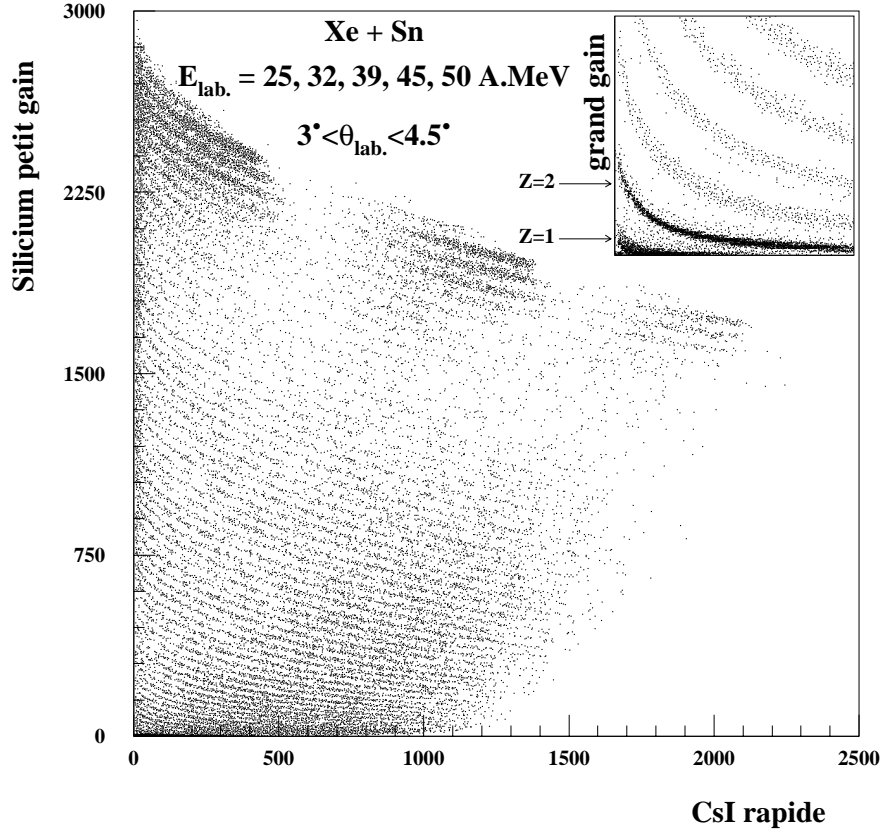 Xe + Sn
E_lab. = 25, 32, 39, 45, 50 A.MeV
3°<θ_lab.<4.5°
grand gain
Z=2
Z=1
Silicium petit gain
3000
2250
1500
750
0
0
500
1000
1500
2000
2500
CsI rapide